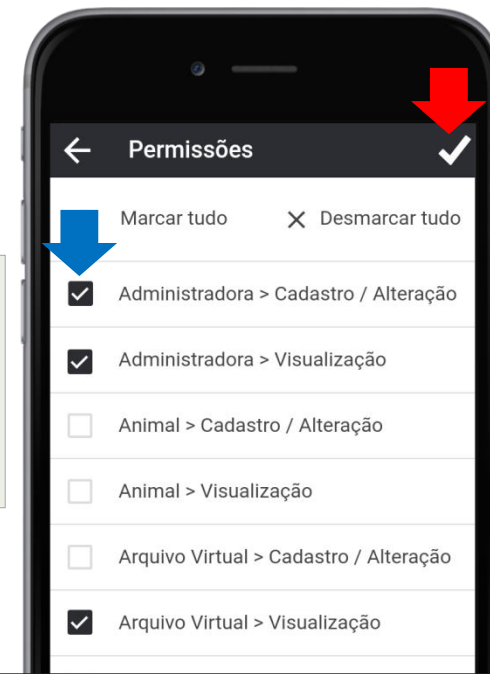 Permissões
Marcar tudo Desmarcar tudo
Administradora > Cadastro / Alteração
Administradora > Visualização
Animal > Cadastro / Alteração
Animal > Visualização
Arquivo Virtual > Cadastro / Alteração
Arquivo Virtual > Visualização